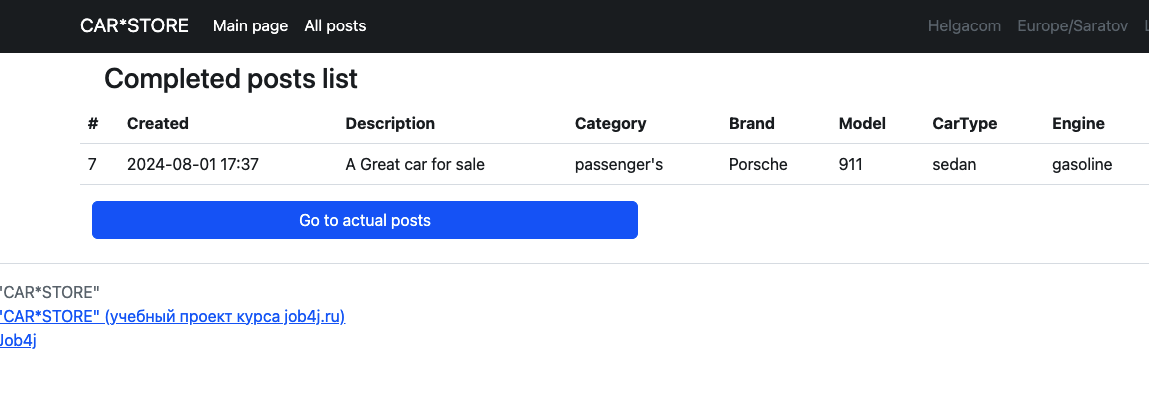 CAR*STORE Main page All posts Helgacom Europe/Saratov
Completed posts list
# Created Description Category Brand Model CarType Engine
7 2024-08-01 17:37 A Great car for sale passenger's Porsche 911 sedan gasoline
Go to actual posts
"CAR*STORE"
"CAR*STORE" (учебный проект курса job4j.ru)
Job4j